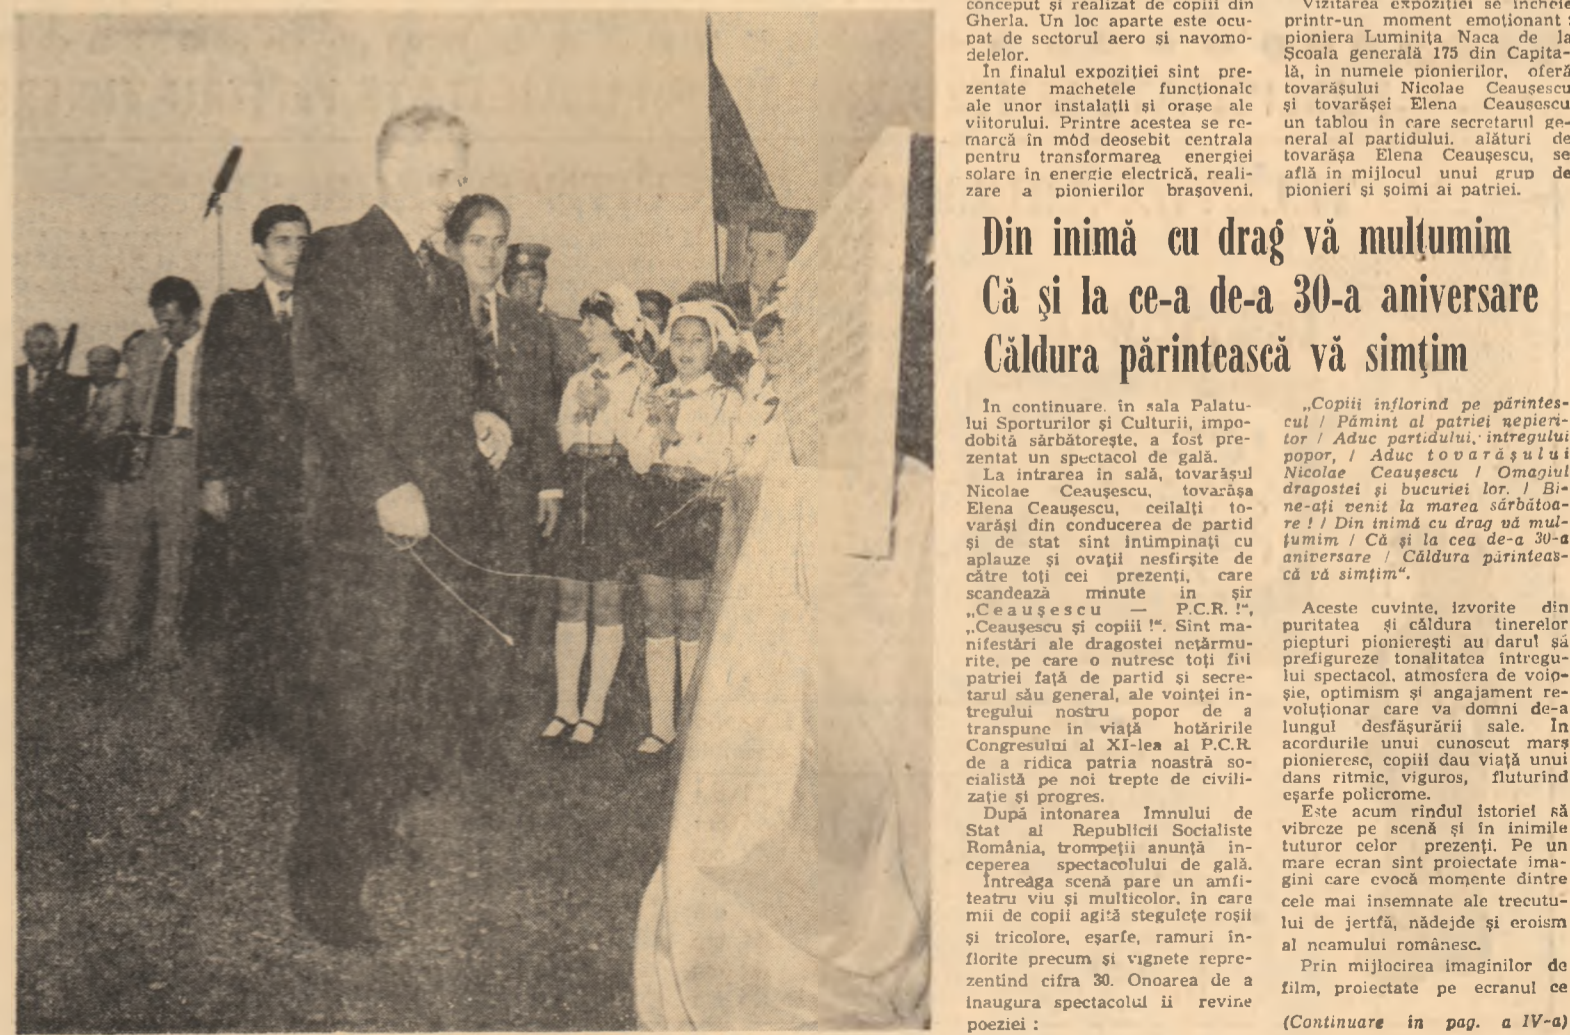 conceput și realizat de copiii din
Gherla. Un loc aparte este ocu-
pat de sectorul aero și navomo-
delelor.
În finalul expoziției sint pre-
zentate machetele funcționale
ale unor instalații și orașe ale
viitorului. Printre acestea se re-
marcă în mod deosebit centrala
pentru transformarea energiei
solare în energie electrică, reali-
zare a pionierilor brașoveni.
Vizitarea expoziției se încheie
printr-un moment emoționant :
pioniera Luminița Naca de la
Școala generală 175 din Capita-
lă, în numele pionierilor, oferă
tovarășului Nicolae Ceaușescu
și tovarășei Elena Ceaușescu
un tablou în care secretarul ge-
neral al partidului, alături de
tovarășa Elena Ceaușescu, se
află în mijlocul unui grup de
pionieri și șoimi ai patriei.
Din inimă cu drag vă mulțumim
Că și la ce-a de-a 30-a aniversare
Căldura părintească vă simțim
În continuare, în sala Palatu-
lui Sporturilor și Culturii, impo-
dobită sărbătorește, a fost pre-
zentat un spectacol de gală.
La intrarea în sală, tovarășul
Nicolae Ceaușescu, tovarășa
Elena Ceaușescu, ceilalți to-
varăși din conducerea de partid
și de stat sint întîmpinați cu
aplauze și ovații nesfîrșite de
către toți cei prezenți, care
scandează minute in șir
„Ceaușescu — P.C.R. !“,
„Ceaușescu și copiii !“. Sint ma-
nifestări ale dragostei nețărmu-
rite, pe care o nutresc toți fiii
patriei față de partid și secre-
tarul său general, ale voinței in-
tregului nostru popor de a
transpune in viață hotăririle
Congresului al XI-lea al P.C.R.
de a ridica patria noastră so-
cialistă pe noi trepte de civili-
zație și progres.
După intonarea Imnului de
Stat al Republicii Socialiste
România, trompeții anunță în-
ceperea spectacolului de gală.
Întreaga scenă pare un amfi-
teatru viu și multicolor, în care
mii de copii agită stegulețe roșii
și tricolore, eșarfe, ramuri în-
florite precum și vignete repre-
zentind cifra 30. Onoarea de a
inaugura spectacolul ii revine
poeziei :
„Copiii inflorind pe părintes-
cul / Pămint al patriei nepieri-
tor / Aduc partidului, intregului
popor, / Aduc tovarășului
Nicolae Ceaușescu / Omagiul
dragostei și bucuriei lor. / Bi-
ne-ați venit la marea sărbătoa-
re ! / Din inimă cu drag vă mul-
țumim / Că și la cea de-a 30-a
aniversare / Căldura părinteas-
că vă simțim“.
Aceste cuvinte, izvorite din
puritatea și căldura tinerelor
piepturi pionierești au darul să
prefigureze tonalitatea intregu-
lui spectacol, atmosfera de voio-
șie, optimism și angajament re-
voluționar care va domni de-a
lungul desfășurării sale. În
acordurile unui cunoscut marș
pionieresc, copiii dau viață unui
dans ritmic, viguros, fluturînd
eșarfe policrome.
Este acum rindul istoriei să
vibreze pe scenă și în inimile
tuturor celor prezenți. Pe un
mare ecran sint proiectate ima-
gini care evocă momente dintre
cele mai insemnate ale trecutu-
lui de jertfă, nădejde și eroism
al neamului românesc.
Prin mijlocirea imaginilor de
film, proiectate pe ecranul ce
(Continuare in pag. a IV-a)